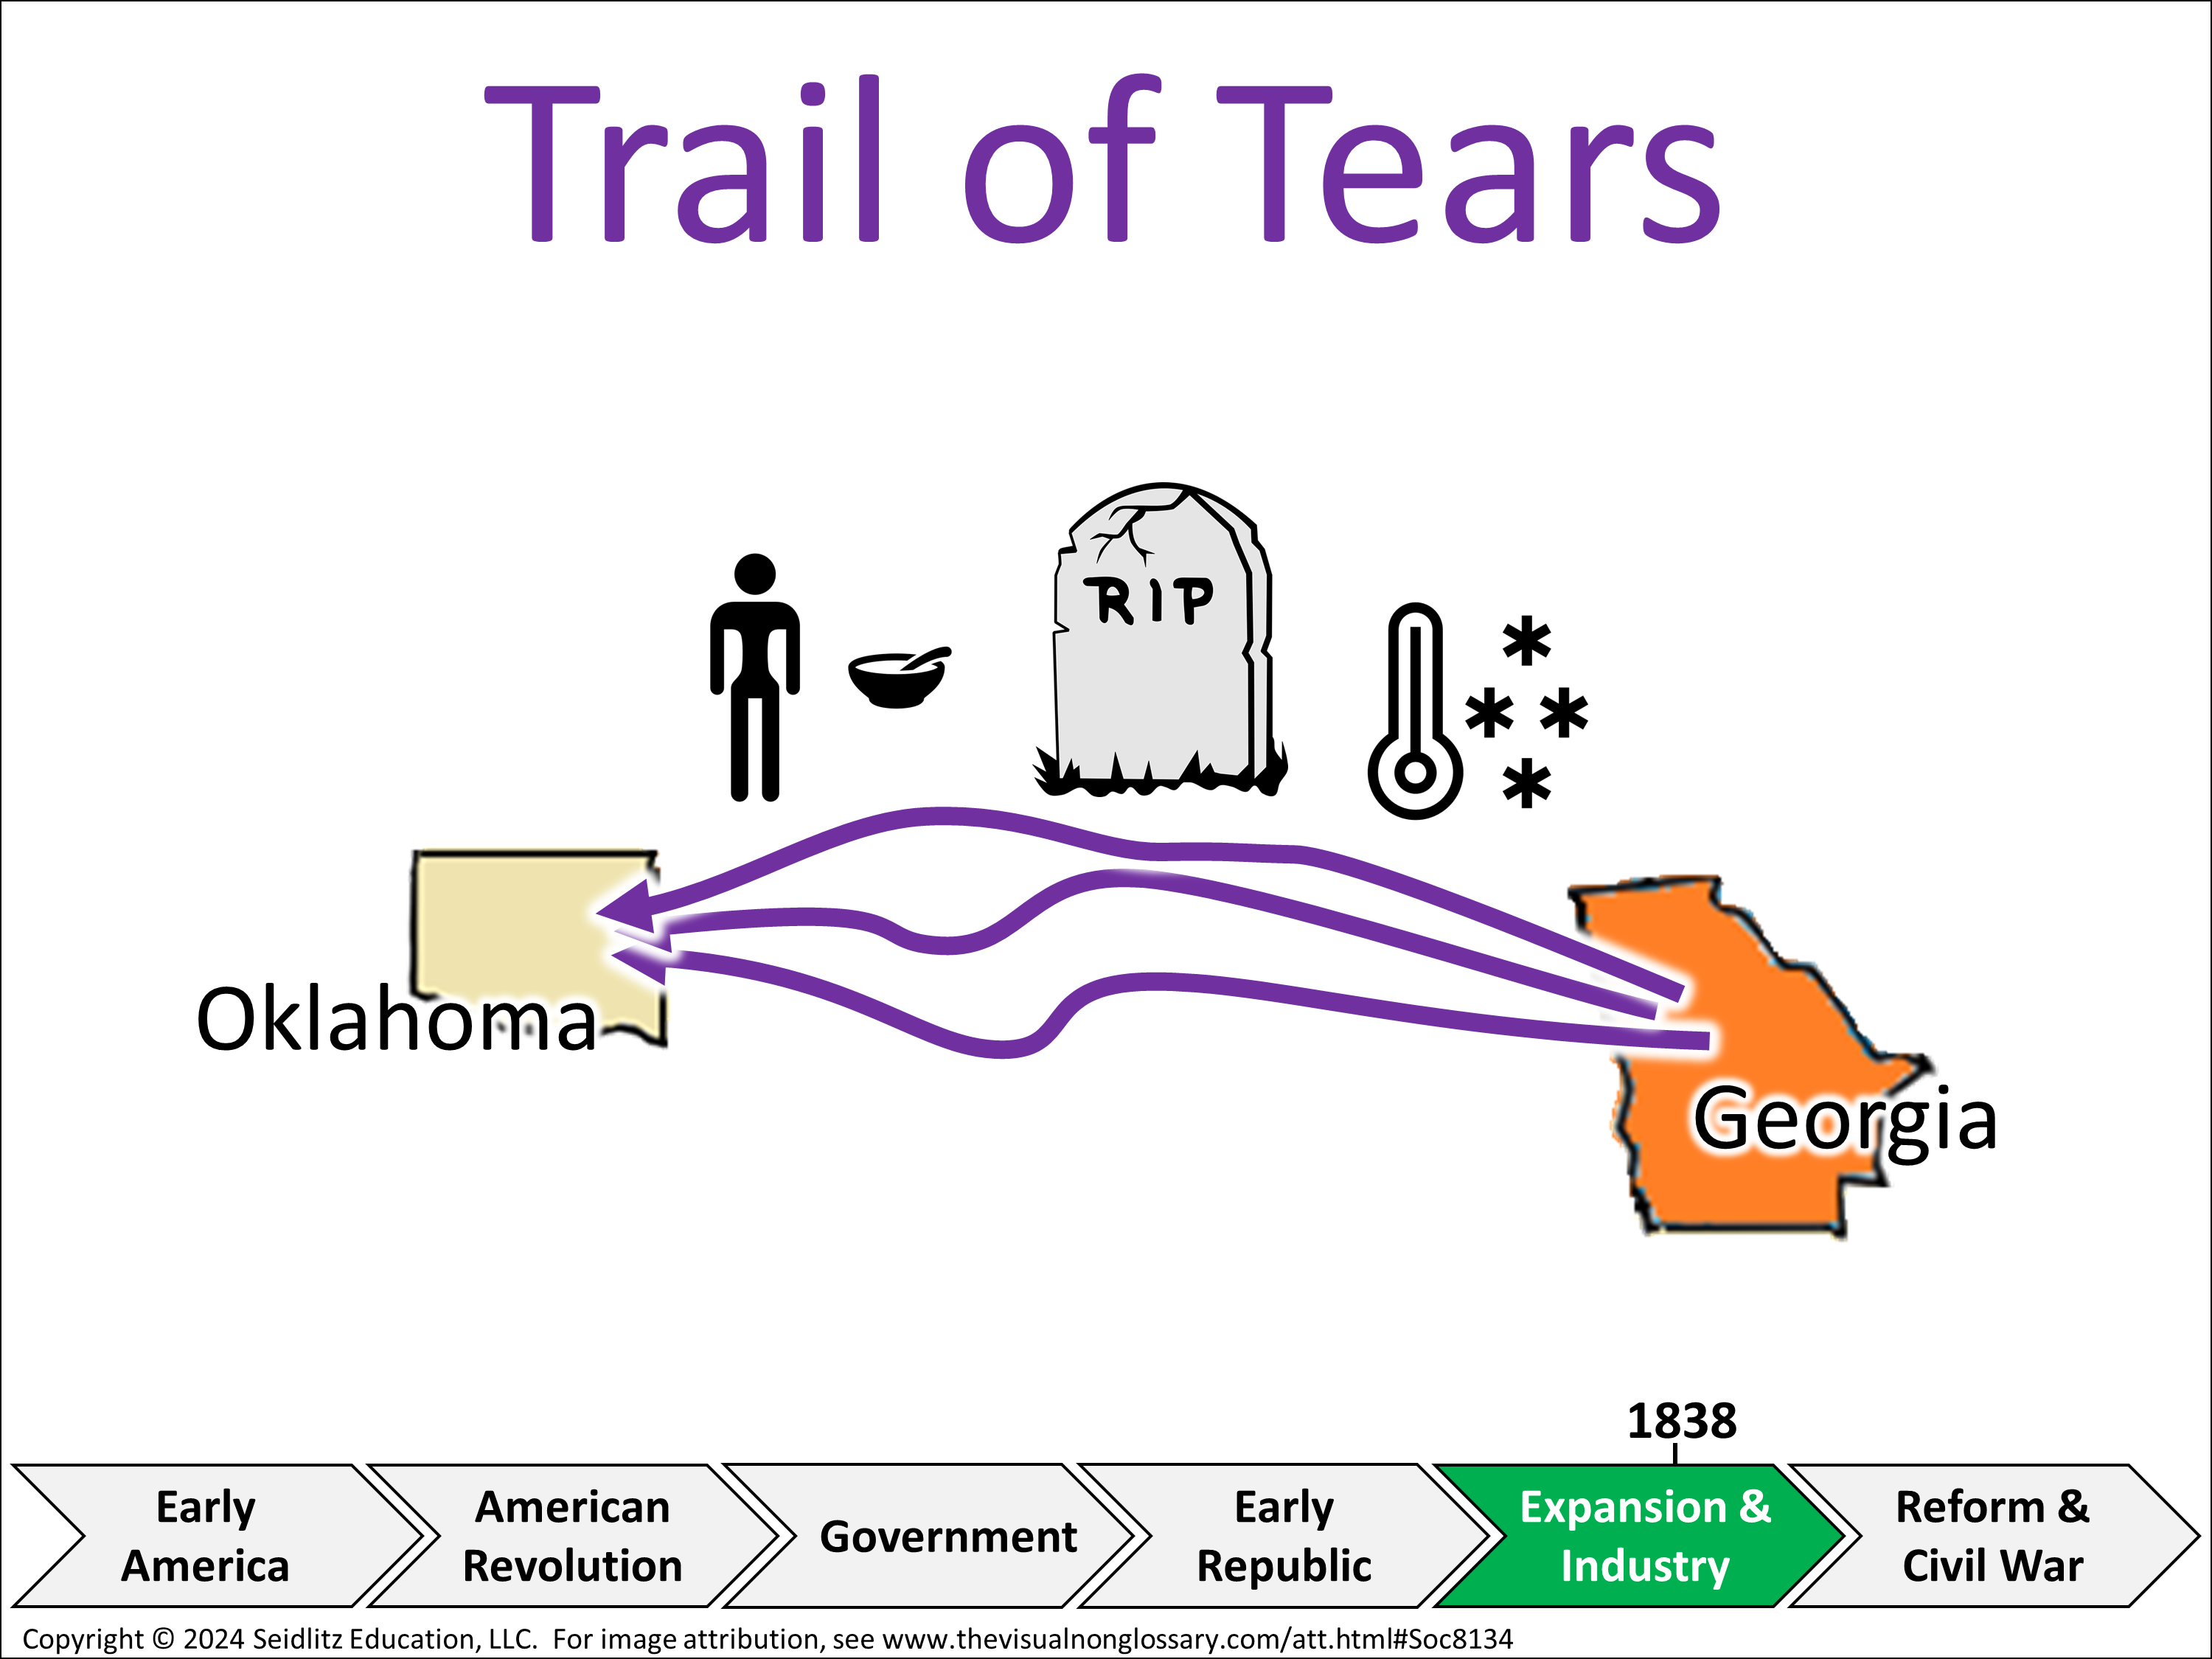 Trail of Tears
RIP
Oklahoma
Georgia
1838
Early
America
American
Revolution
Government
Early
Republic
Expansion &
Industry
Reform &
Civil War
Copyright © 2024 Seidlitz Education, LLC.  For image attribution, see www.thevisualnonglossary.com/att.html#Soc8134